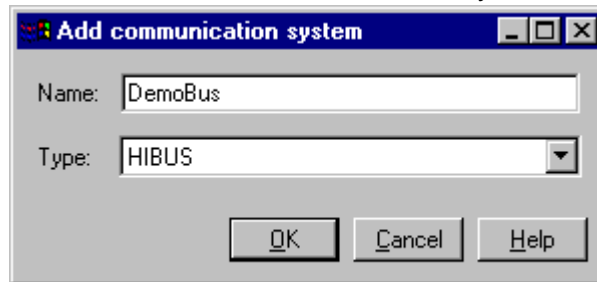 Add communication system
Name: DemoBus
Type: HIBUS
OK Cancel Help